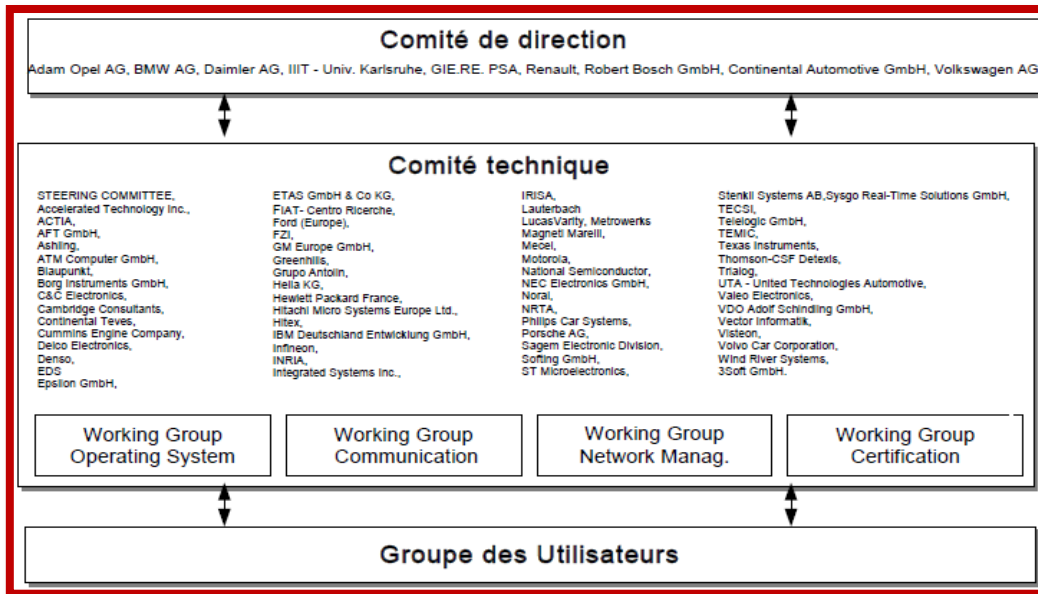 Comité de direction
Adam Opel AG, BMW AG, Daimler AG, IIIT - Univ. Karlsruhe, GIE.RE. PSA, Renault, Robert Bosch GmbH, Continental Automotive GmbH, Volkswagen AG
Comité technique
STEERING COMMITTEE,
Accelerated Technology Inc.,
ACTIA,
AFT GmbH,
Ashling,
ATM Computer GmbH,
Blaupunkt,
Borg Instruments GmbH,
C&C Electronics,
Cambridge Consultants,
Continental Teves,
Cummins Engine Company,
Delco Electronics,
Denso,
EDS
Epsilon GmbH,
ETAS GmbH & Co KG,
FIAT- Centro Ricerche,
Ford (Europe),
FZI,
GM Europe GmbH,
Greenhills,
Grupo Antolin,
Hella KG,
Hewlett Packard France,
Hitachi Micro Systems Europe Ltd.,
Hitex,
IBM Deutschland Entwicklung GmbH,
Infineon,
INRIA,
Integrated Systems Inc.,
IRISA,
Lauterbach
LucasVarity, Metrowerks
Magneti Marelli,
Mecel,
Motorola,
National Semiconductor,
NEC Electronics GmbH,
Noral,
NRTA,
Philips Car Systems,
Porsche AG,
Sagem Electronic Division,
Softing GmbH,
ST Microelectronics,
Stenkil Systems AB,Sysgo Real-Time Solutions GmbH,
TECSI,
Telelogic GmbH,
TEMIC,
Texas Instruments,
Thomson-CSF Detexis,
Trialog,
UTA - United Technologies Automotive,
Valeo Electronics,
VDO Adolf Schindling GmbH,
Vector Informatik,
Visteon,
Volvo Car Corporation,
Wind River Systems,
3Soft GmbH.
Working Group
Operating System
Working Group
Communication
Working Group
Network Manag.
Working Group
Certification
Groupe des Utilisateurs